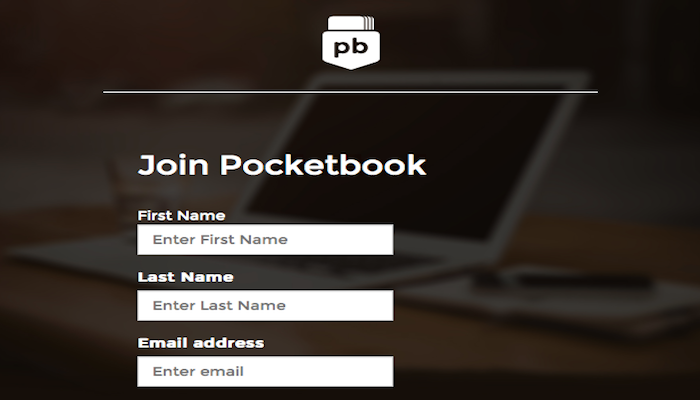 pb
Join Pocketbook
First Name
Enter First Name
Last Name
Enter Last Name
Email address
Enter email